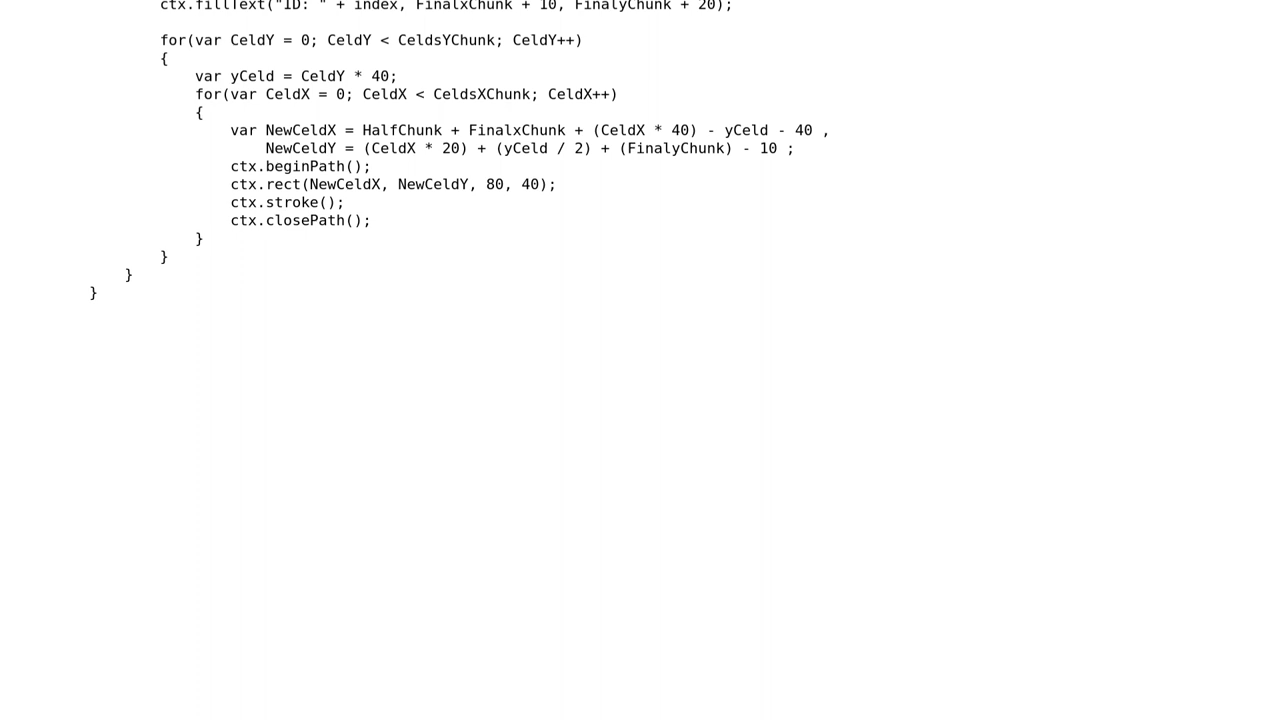 ctx.fillText("ID: " + index, FinalxChunk + 10, FinalyChunk + 20);
for(var CeldY = 0; CeldY < CeldsYChunk; CeldY++)
{
var yCeld = CeldY * 40;
for(var CeldX = 0; CeldX < CeldsXChunk; CeldX++)
{
var NewCeldX = HalfChunk + FinalxChunk + (CeldX * 40) - yCeld - 40 ,
NewCeldY = (CeldX * 20) + (yCeld / 2) + (FinalyChunk) - 10 ;
ctx.beginPath();
ctx.rect(NewCeldX, NewCeldY, 80, 40);
ctx.stroke();
ctx.closePath();
}
}
}
}